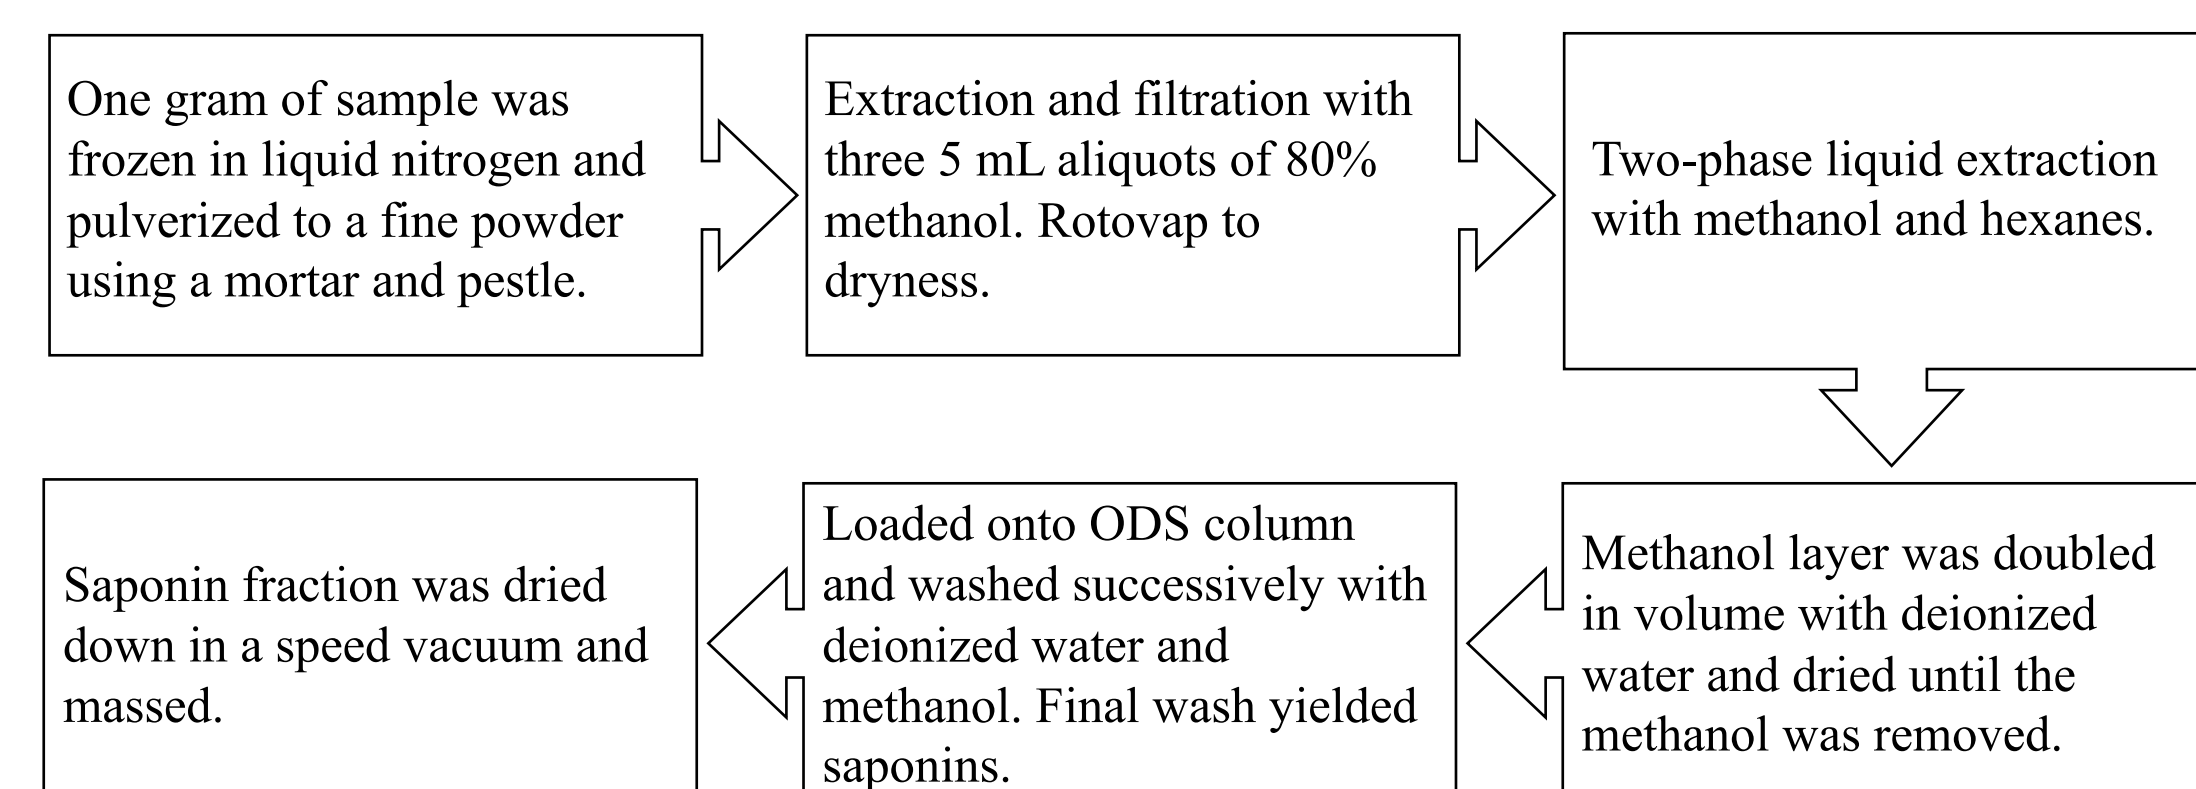 One gram of sample was
frozen in liquid nitrogen and
pulverized to a fine powder
using a mortar and pestle.
Extraction and filtration with
three 5 mL aliquots of 80%
methanol. Rotovap to
dryness.
Two-phase liquid extraction
with methanol and hexanes.
Methanol layer was doubled
in volume with deionized
water and dried until the
methanol was removed.
Loaded onto ODS column
and washed successively with
deionized water and
methanol. Final wash yielded
saponins.
Saponin fraction was dried
down in a speed vacuum and
massed.